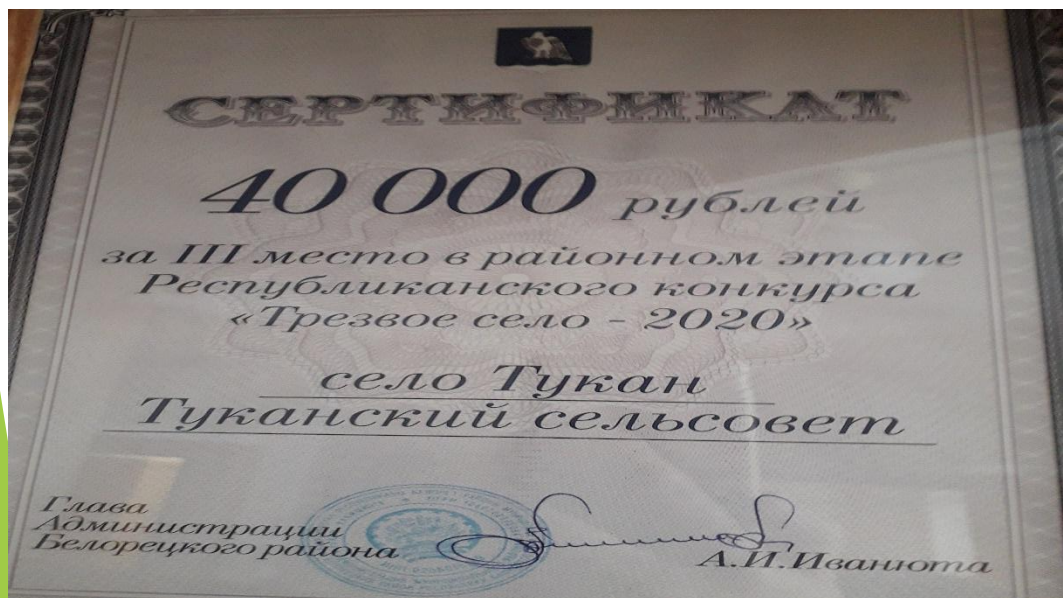 СЕРТИФИКАТ
40 000 рублей
за III место в районном этапе
Республиканского конкурса
«Трезвое село - 2020»
село Тукан
Туканский сельсовет
Глава
Администрации
Белорецкого района
А.И.Иванюта